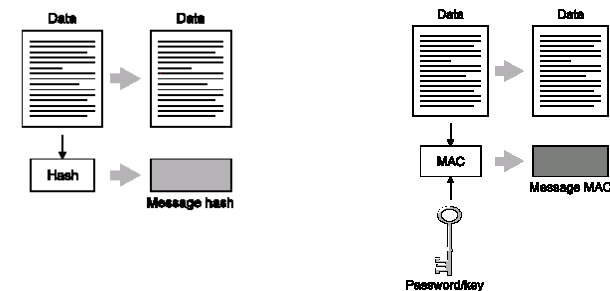 Data
Data
Hash
Message hash
Data
Data
MAC
Message MAC
Password/key